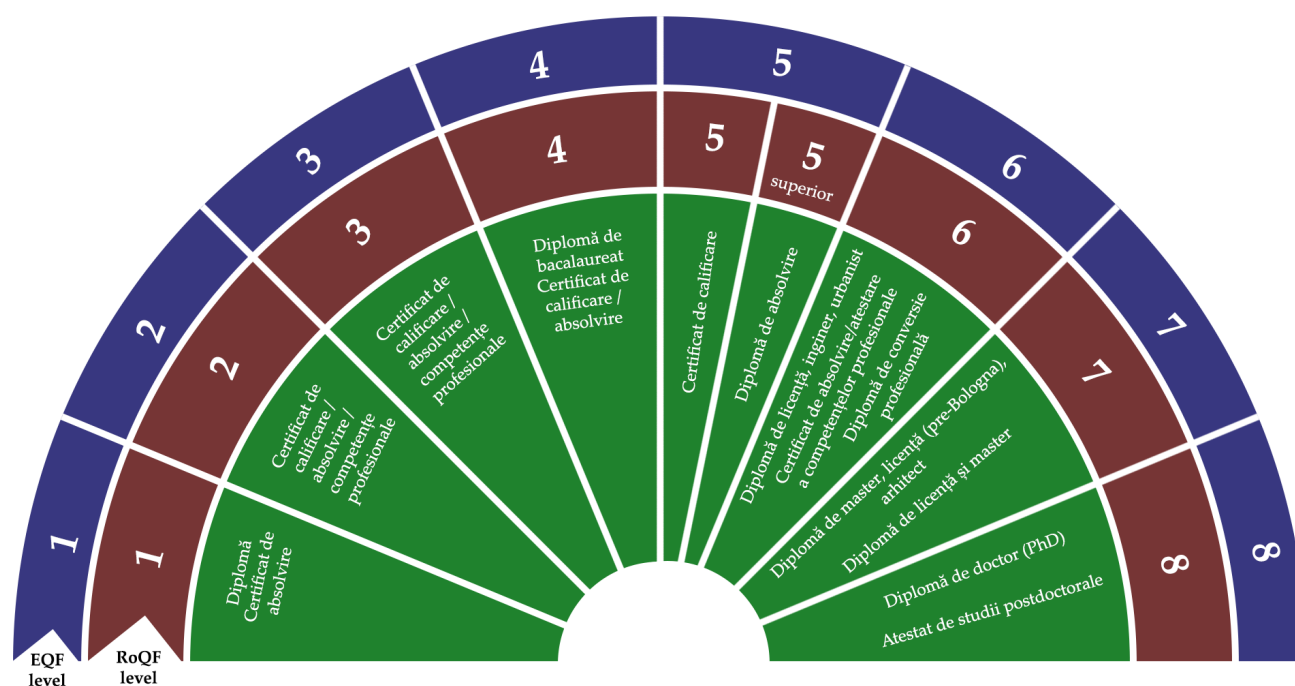 1
2
3
4
5
6
7
8
1
2
3
4
5
5
superior
6
7
8
Diplomă
Certificat de
absolvire
Certificat de
calificare /
absolvire /
competențe
profesionale
Certificat de
calificare /
absolvire /
competențe
profesionale
Diplomă de
bacalaureat
Certificat de
calificare /
absolvire
Certificat de calificare
Diplomă de absolvire
Diplomă de licență, inginer, urbanist
Certificat de absolvire/atestare
a competențelor profesionale
Diplomă de conversie
profesională
Diplomă de master, licență (pre-Bologna),
arhitect
Diplomă de licență și master
Diplomă de doctor (PhD)
Atestat de studii postdoctorale
EQF
level
RoQF
level